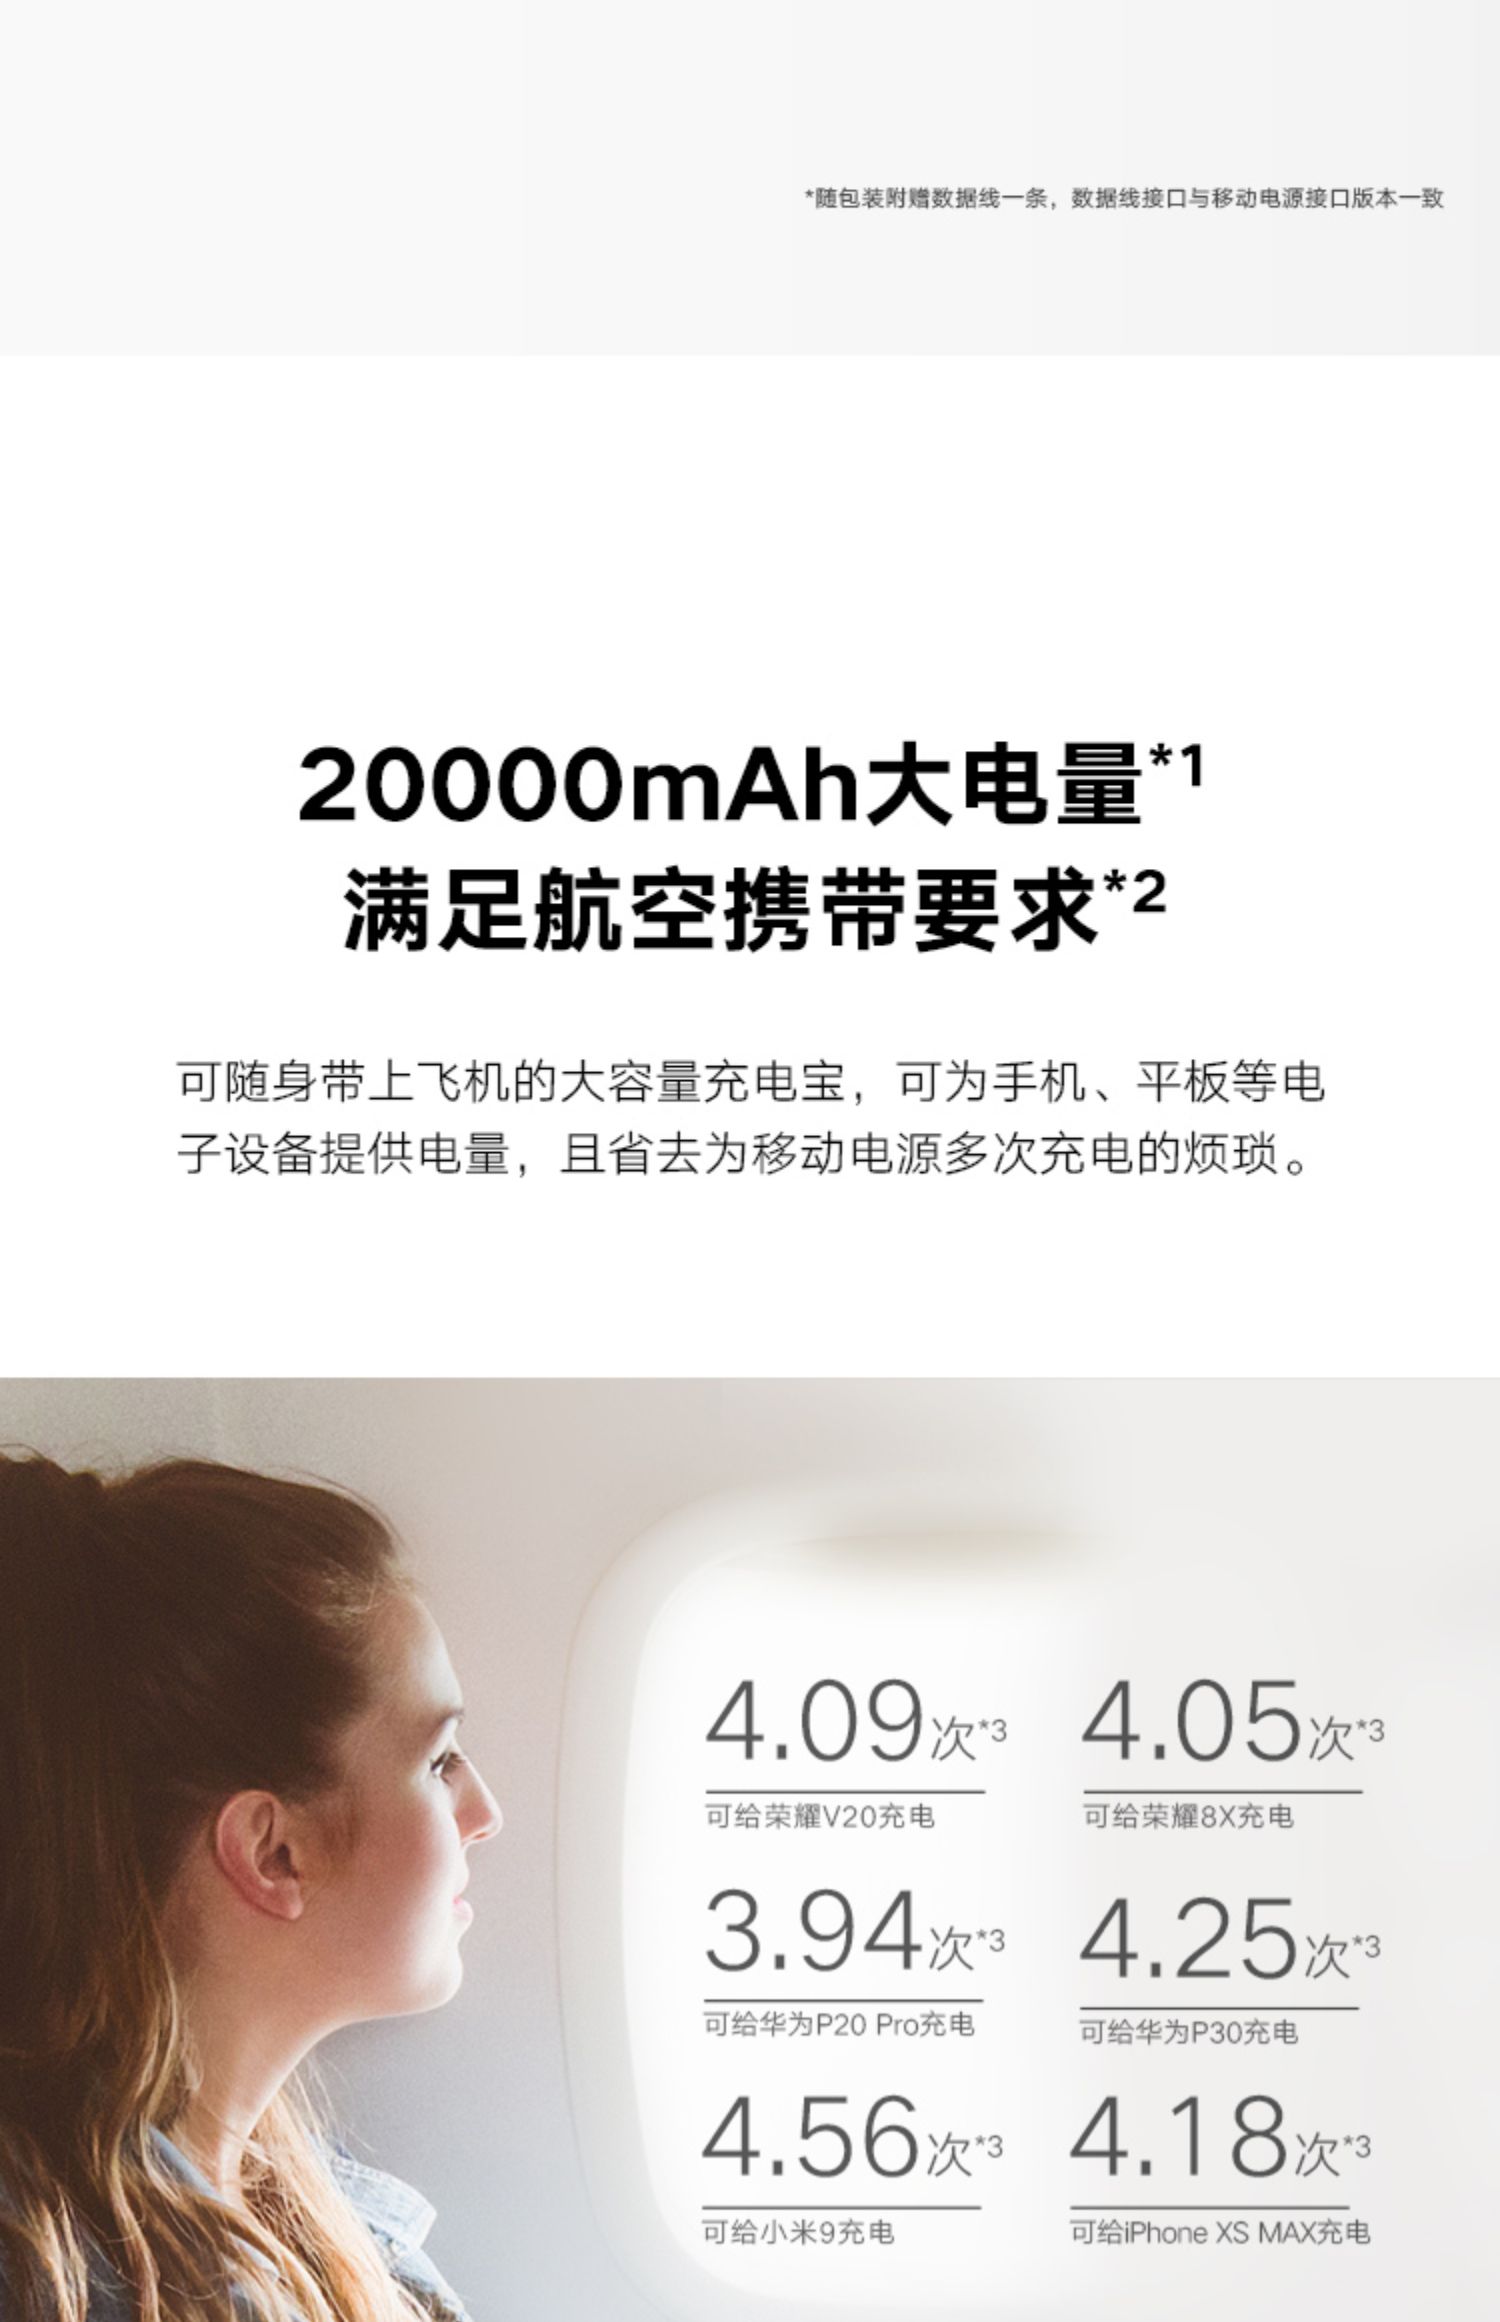 *随包装附赠数据线一条，数据线接口与移动电源接口版本一致
20000mAh大电量*1
满足航空携带要求*2
可随身带上飞机的大容量充电宝，可为手机、平板等电
子设备提供电量，且省去为移动电源多次充电的烦琐。
4.09次*3
可给荣耀V20充电
4.05次*3
可给荣耀8X充电
3.94次*3
可给华为P20 Pro充电
4.25次*3
可给华为P30充电
4.56次*3
可给小米9充电
4.18次*3
可给iPhone XS MAX充电